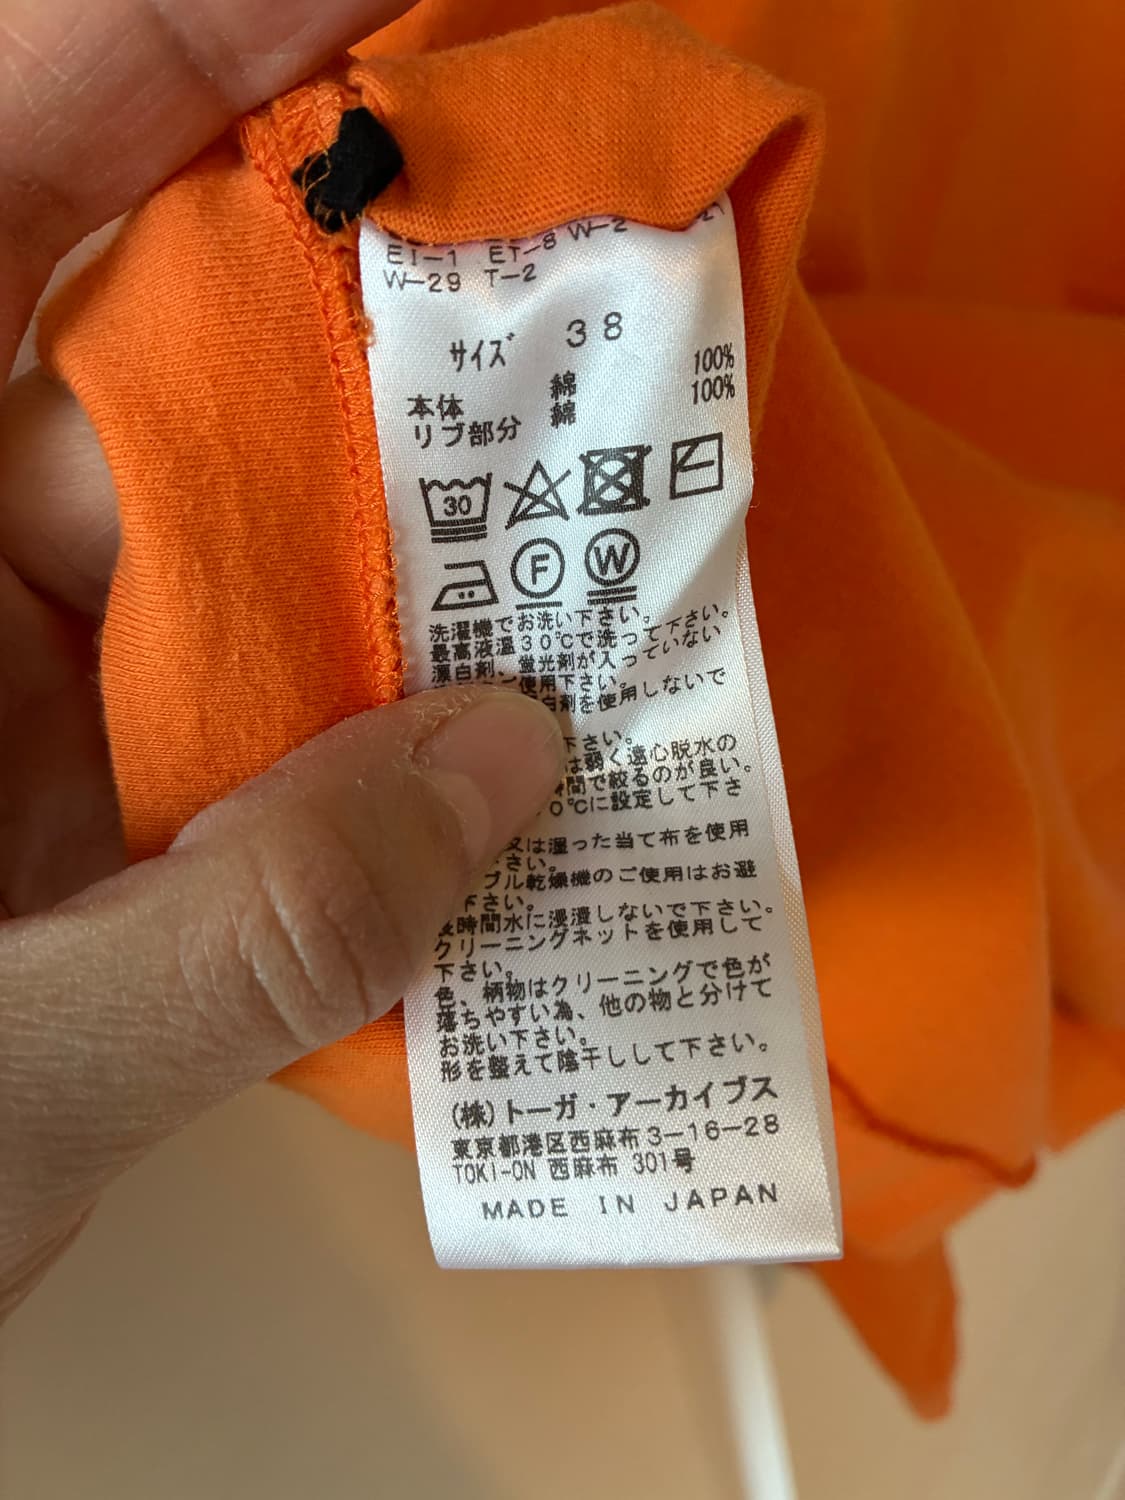 EI-1 ET-8 W-2 -21
W-29 T-2
サイズ 38
本体 綿 100%
リブ部分 綿 100%
30
F W
洗濯機でお洗い下さい。
最高液温30℃で洗って下さい。
漂白剤、蛍光剤が入っていない
使用下さい。
白剤を使用しないで
下さい。
は弱く遠心脱水の
時間で絞るのが良い。
0℃に設定して下さ
又は湿った当て布を使用
さい。
ブル乾燥機のご使用はお避
下さい。
長時間水に浸漬しないで下さい。
クリーニングネットを使用して
下さい。
色、柄物はクリーニングで色が
落ちやすい為、他の物と分けて
お洗い下さい。
形を整えて陰干しして下さい。
(株)トーガ・アーカイブス
東京都港区西麻布3-16-28
TOKI-ON 西麻布 301号
MADE IN JAPAN